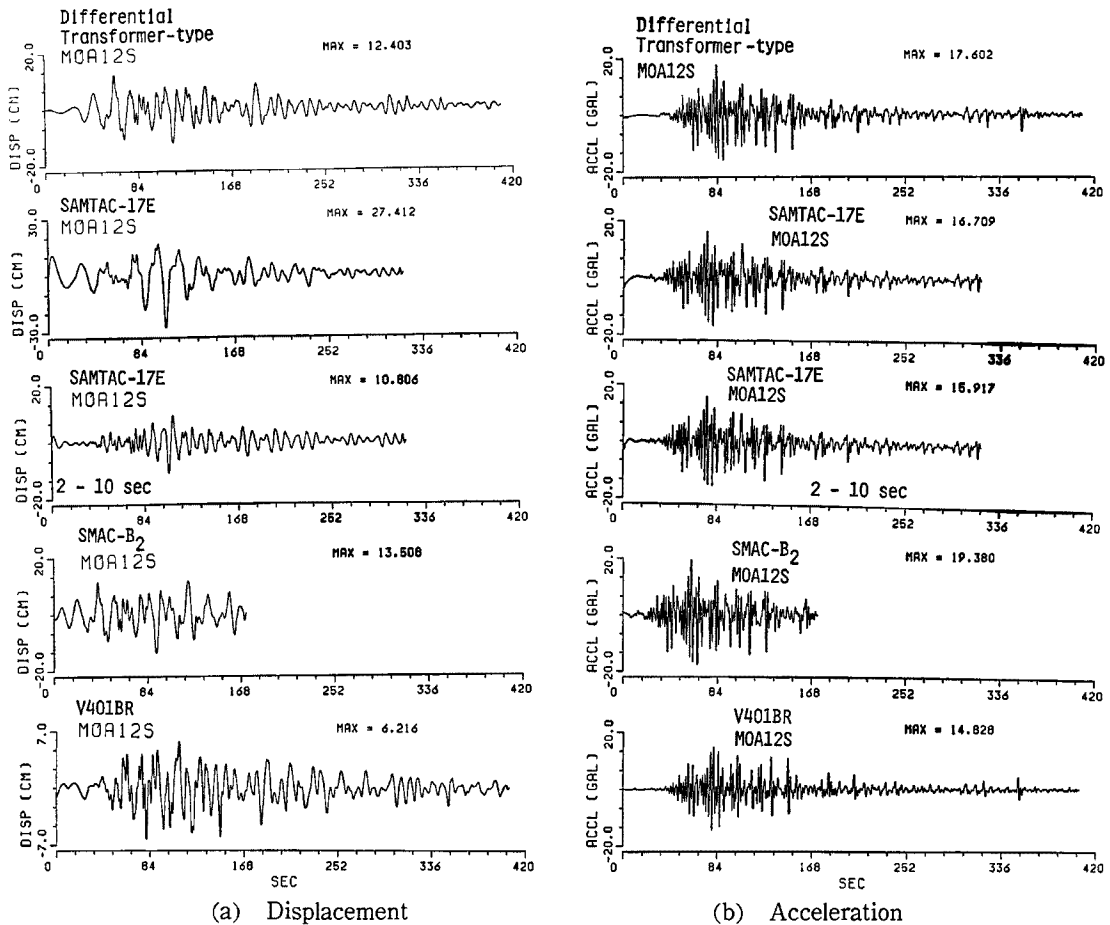 Differential
Transformer-type
MOA12S
MAX = 12.403
20.0
DISP (CM)
-20.0
0 84 168 252 336 420
SAMTAC-17E
MOA12S
MAX = 27.412
30.0
DISP (CM)
-30.0
0 84 168 252 336 420
SAMTAC-17E
MOA12S
MAX = 10.806
20.0
DISP (CM)
-20.0
2 - 10 sec
0 84 168 252 336 420
SMAC-B2
MOA12S
MAX = 13.508
20.0
DISP (CM)
-20.0
0 84 168 252 336 420
V401BR
MOA12S
MAX = 6.216
7.0
DISP (CM)
-7.0
0 84 168 252 336 420
SEC
(a) Displacement
Differential
Transformer-type
MOA12S
MAX = 17.602
20.0
ACCL (GAL)
-20.0
0 84 168 252 336 420
SAMTAC-17E
MOA12S
MAX = 16.709
20.0
ACCL (GAL)
-20.0
0 84 168 252 336 420
SAMTAC-17E
MOA12S
MAX = 15.917
20.0
ACCL (GAL)
-20.0
2 - 10 sec
0 84 168 252 336 420
SMAC-B2
MOA12S
MAX = 19.380
20.0
ACCL (GAL)
-20.0
0 84 168 252 336 420
V401BR
MOA12S
MAX = 14.828
20.0
ACCL (GAL)
-20.0
0 84 168 252 336 420
SEC
(b) Acceleration